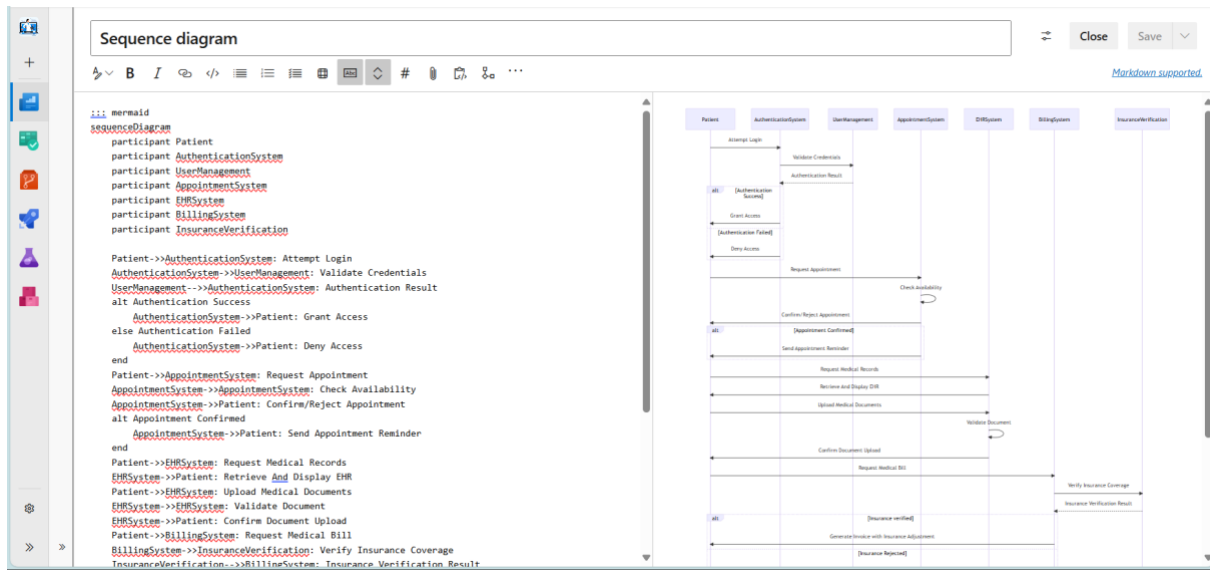 Sequence diagram
Close
Save
Markdown supported.
::: mermaid
sequenceDiagram
participant Patient
participant AuthenticationSystem
participant UserManagement
participant AppointmentSystem
participant EHRSystem
participant BillingSystem
participant InsuranceVerification
Patient->>AuthenticationSystem: Attempt Login
AuthenticationSystem->>UserManagement: Validate Credentials
UserManagement-->>AuthenticationSystem: Authentication Result
alt Authentication Success
AuthenticationSystem->>Patient: Grant Access
else Authentication Failed
AuthenticationSystem->>Patient: Deny Access
end
Patient->>AppointmentSystem: Request Appointment
AppointmentSystem->>AppointmentSystem: Check Availability
AppointmentSystem->>Patient: Confirm/Reject Appointment
alt Appointment Confirmed
AppointmentSystem->>Patient: Send Appointment Reminder
end
Patient->>EHRSystem: Request Medical Records
EHRSystem->>Patient: Retrieve And Display EHR
Patient->>EHRSystem: Upload Medical Documents
EHRSystem->>EHRSystem: Validate Document
EHRSystem->>Patient: Confirm Document Upload
Patient->>BillingSystem: Request Medical Bill
BillingSystem->>InsuranceVerification: Verify Insurance Coverage
InsuranceVerification-->>BillingSystem: Insurance Verification Result
Patient AuthenticationSystem UserManagement AppointmentSystem EHRSystem BillingSystem InsuranceVerification
Attempt Login
Validate Credentials
Authentication Result
alt [Authentication
Success]
Grant Access
[Authentication Failed]
Deny Access
Request Appointment
Check Availability
Confirm/Reject Appointment
alt [Appointment Confirmed]
Send Appointment Reminder
Request Medical Records
Retrieve And Display EHR
Upload Medical Documents
Validate Document
Confirm Document Upload
Request Medical Bill
Verify Insurance Coverage
Insurance Verification Result
alt [Insurance verified]
Generate Invoice with Insurance Adjustment
[Insurance Rejected]